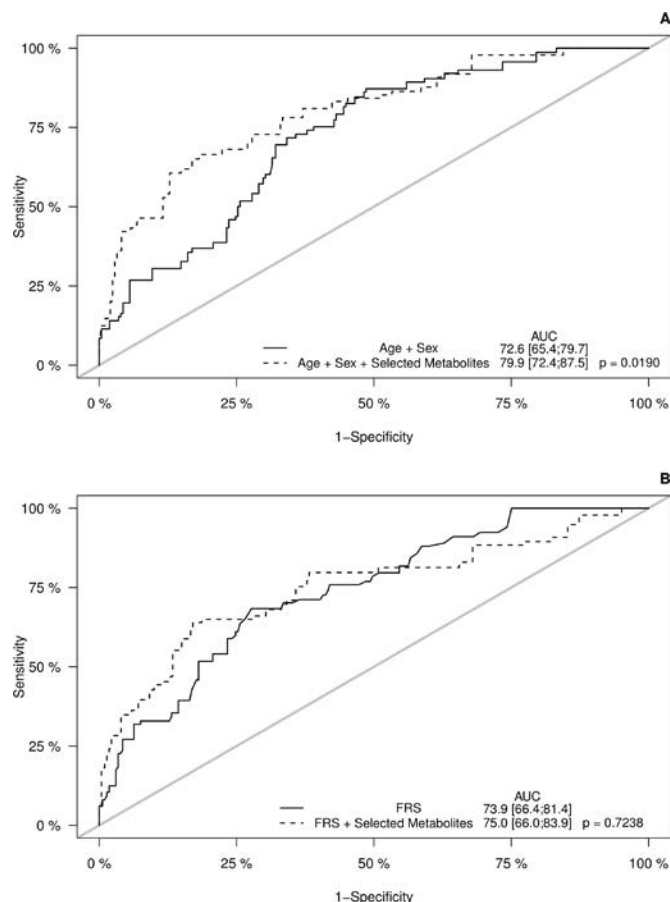 A
100 %
75 %
50 %
25 %
0 %
Sensitivity
AUC
Age + Sex 72.6 [65.4;79.7]
Age + Sex + Selected Metabolites 79.9 [72.4;87.5] p = 0.0190
0 % 25 % 50 % 75 % 100 %
1-Specificity
B
100 %
75 %
50 %
25 %
0 %
Sensitivity
AUC
FRS 73.9 [66.4;81.4]
FRS + Selected Metabolites 75.0 [66.0;83.9] p = 0.7238
0 % 25 % 50 % 75 % 100 %
1-Specificity